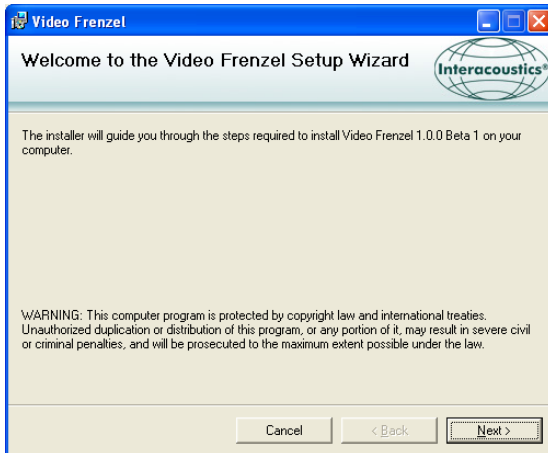 Video Frenzel
Welcome to the Video Frenzel Setup Wizard
Interacoustics®
The installer will guide you through the steps required to install Video Frenzel 1.0.0 Beta 1 on your
computer.
WARNING: This computer program is protected by copyright law and international treaties.
Unauthorized duplication or distribution of this program, or any portion of it, may result in severe civil
or criminal penalties, and will be prosecuted to the maximum extent possible under the law.
Cancel < Back Next >